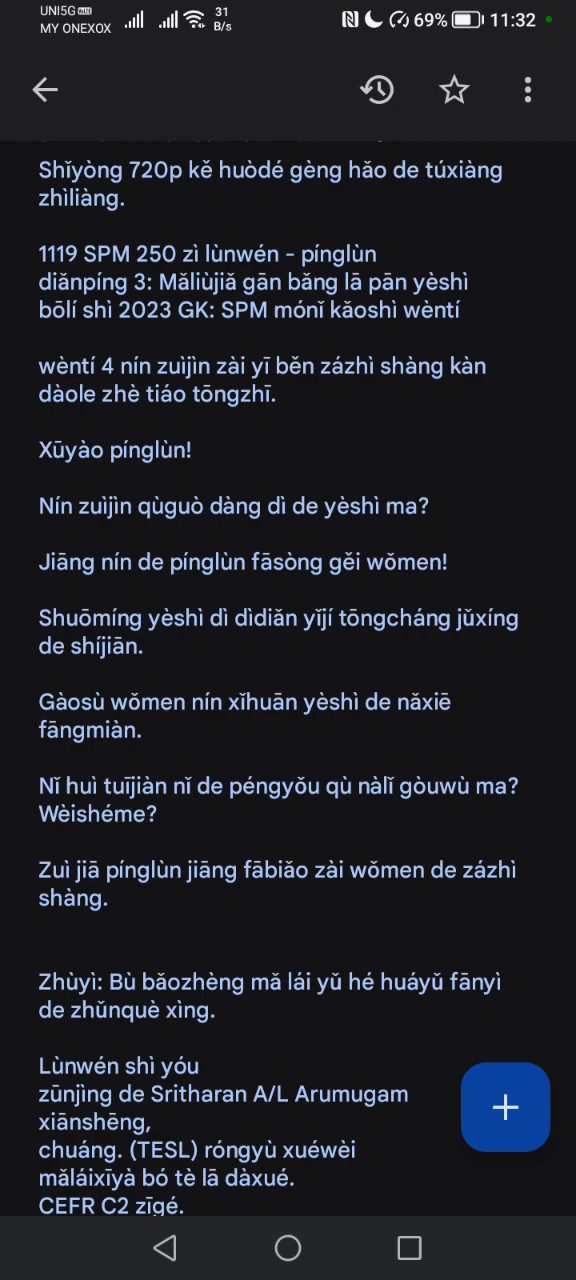 UNI5G HD
MY ONEXOX
31
B/s
69%
11:32
Shǐyòng 720p kě huòdé gèng hǎo de túxiàng
zhìliàng.
1119 SPM 250 zì lùnwén - pínglùn
diǎnpíng 3: Mǎliùjiǎ gān bǎng lā pān yèshì
bōlí shì 2023 GK: SPM mónǐ kǎoshì wèntí
wèntí 4 nín zuìjìn zài yī běn zázhì shàng kàn
dàole zhè tiáo tōngzhī.
Xūyào pínglùn!
Nín zuìjìn qùguò dàng dì de yèshì ma?
Jiāng nín de pínglùn fāsòng gěi wǒmen!
Shuōmíng yèshì dì dìdiǎn yǐjí tōngcháng jǔxíng
de shíjiān.
Gàosù wǒmen nín xǐhuān yèshì de nǎxiē
fāngmiàn.
Nǐ huì tuījiàn nǐ de péngyǒu qù nàlǐ gòuwù ma?
Wèishéme?
Zuì jiā pínglùn jiāng fābiǎo zài wǒmen de zázhì
shàng.
Zhùyì: Bù bǎozhèng mǎ lái yǔ hé huáyǔ fānyì
de zhǔnquè xìng.
Lùnwén shì yóu
zūnjìng de Sritharan A/L Arumugam
xiānshēng,
chuáng. (TESL) róngyù xuéwèi
mǎláixīyà bó tè lā dàxué.
CEFR C2 zīgé.